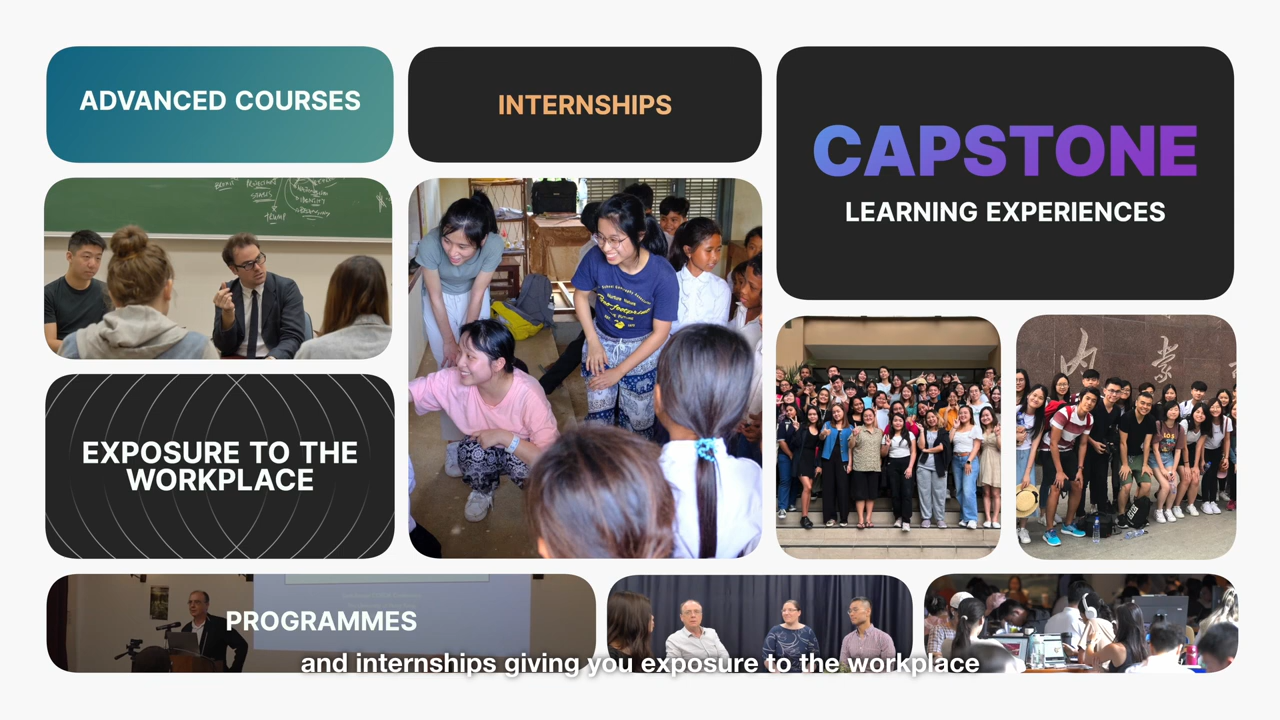 ADVANCED COURSES
INTERNSHIPS
CAPSTONE
LEARNING EXPERIENCES
EXPOSURE TO THE
WORKPLACE
PROGRAMMES
and internships giving you exposure to the workplace